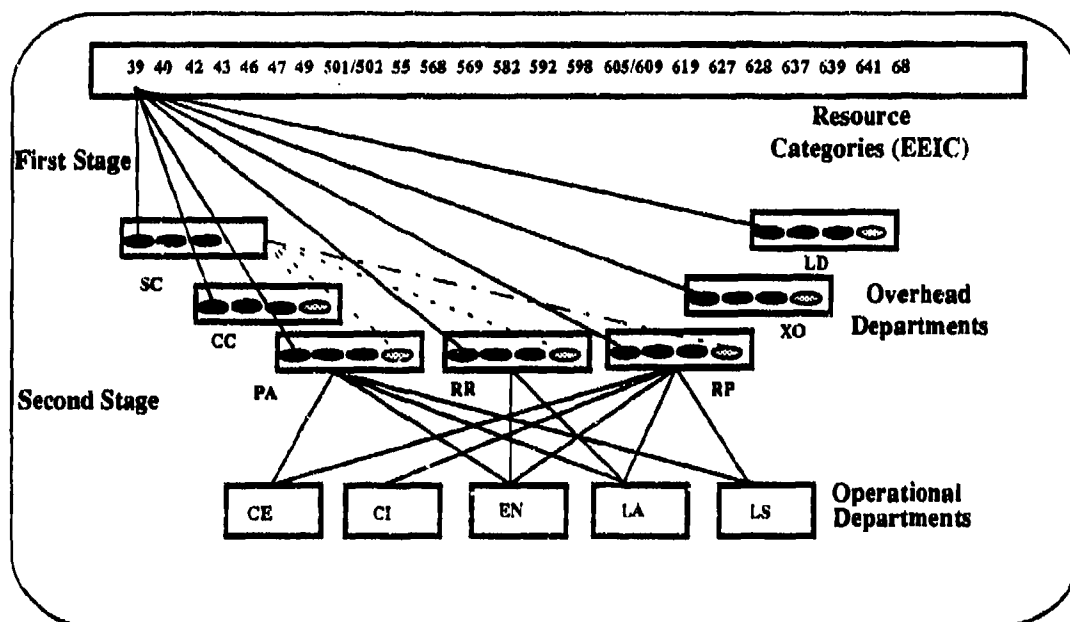 39 40 42 43 46 47 49 501/502 55 568 569 582 592 598 605/609 619 627 628 637 639 641 68
Resource
Categories (EEIC)
First Stage
SC
LD
CC
XO
Overhead
Departments
PA
RR
RP
Second Stage
CE
CI
EN
LA
LS
Operational
Departments